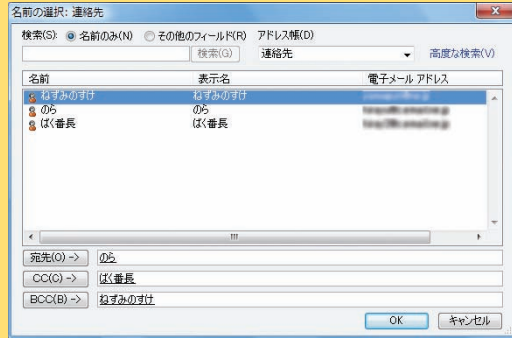 名前の選択: 連絡先
検索(S): 名前のみ(N) その他のフィールド(R) アドレス帳(D)
検索(G) 連絡先 高度な検索(V)
名前 表示名 電子メール アドレス
ねずみのすけ ねずみのすけ
のら のら
ばく番長 ばく番長
宛先(O) -> のら
CC(C) -> ばく番長
BCC(B) -> ねずみのすけ
OK キャンセル